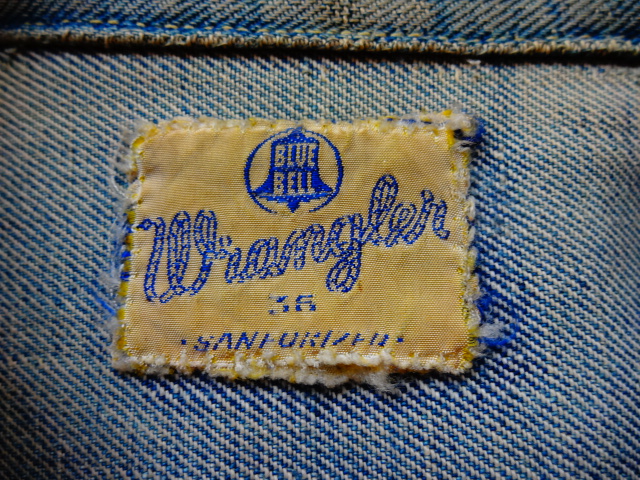 BLUE
BELL
Wrangler
36
·SANFORIZED·